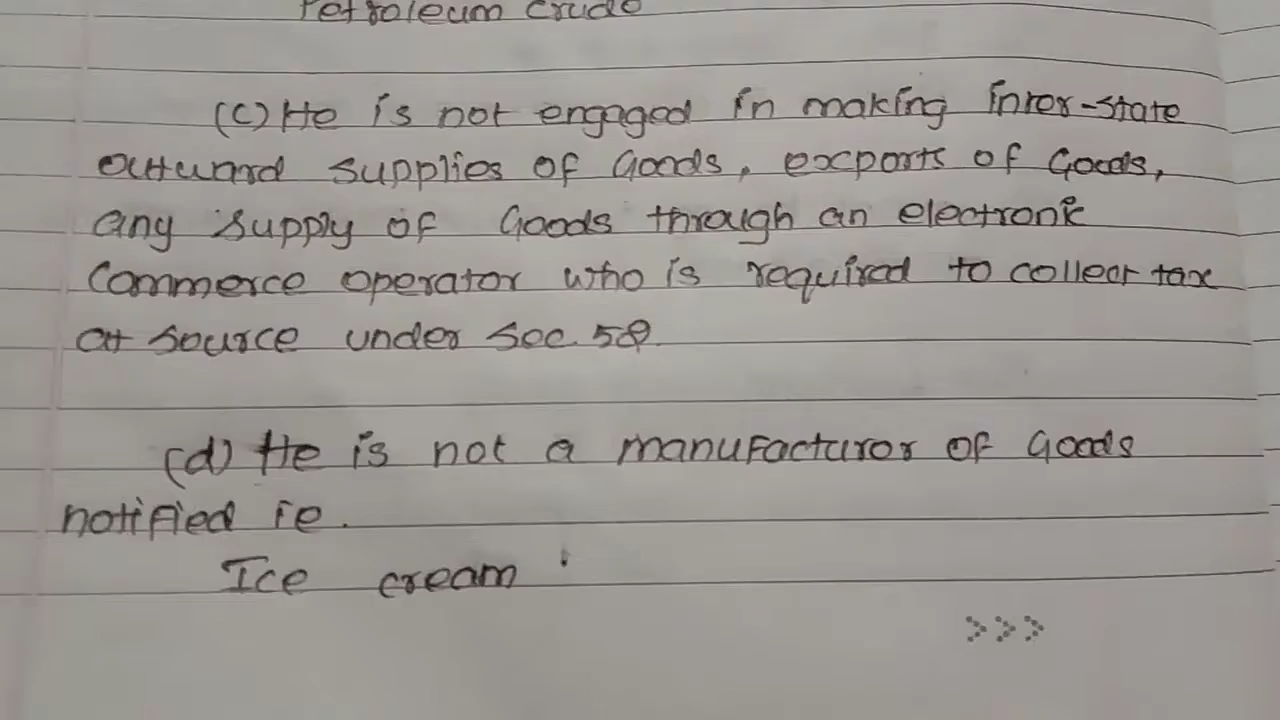 Petroleum crude
(c) He is not engaged in making inter-state
outward supplies of Goods, exports of Goods,
any supply of Goods through an electronic
Commerce operator who is required to collect tax
at source under Sec. 58.
(d) He is not a manufacturer of Goods
notified ie.
Ice cream
>>>